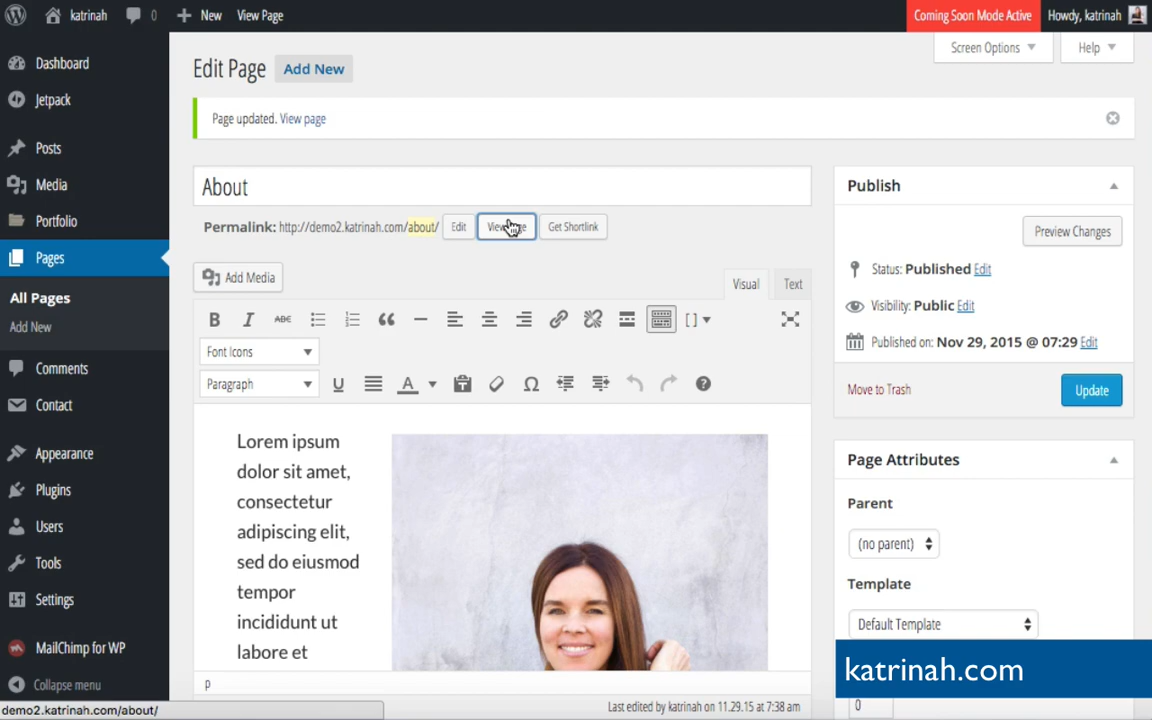 katrinah
0
New
View Page
Coming Soon Mode Active
Howdy, katrinah
Dashboard
Jetpack
Posts
Media
Portfolio
Pages
All Pages
Add New
Comments
Contact
Appearance
Plugins
Users
Tools
Settings
MailChimp for WP
Collapse menu
demo2.katrinah.com/about/
Screen Options
Help
Edit Page
Add New
Page updated. View page
About
Permalink: http://demo2.katrinah.com/about/
Edit
Get Shortlink
Add Media
Visual
Text
B
I
ABC
Font Icons
Paragraph
U
A
Lorem ipsum
dolor sit amet,
consectetur
adipiscing elit,
sed do eiusmod
tempor
incididunt ut
labore et
p
Last edited by katrinah on 11.29.15 at 7:38 am
Publish
Preview Changes
Status: Published Edit
Visibility: Public Edit
Published on: Nov 29, 2015 @ 07:29 Edit
Move to Trash
Update
Page Attributes
Parent
(no parent)
Template
Default Template
katrinah.com
0